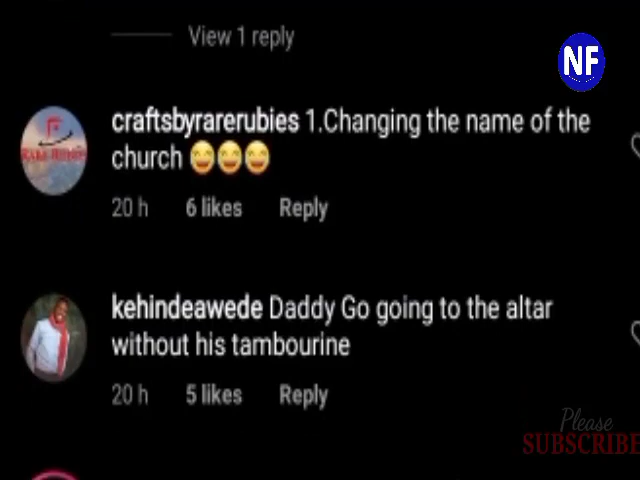 View 1 reply
NF
craftsbyrarerubies 1.Changing the name of the
church 😄😄😄
20 h 6 likes Reply
kehindeawede Daddy Go going to the altar
without his tambourine
20 h 5 likes Reply
Please
SUBSCRIBE